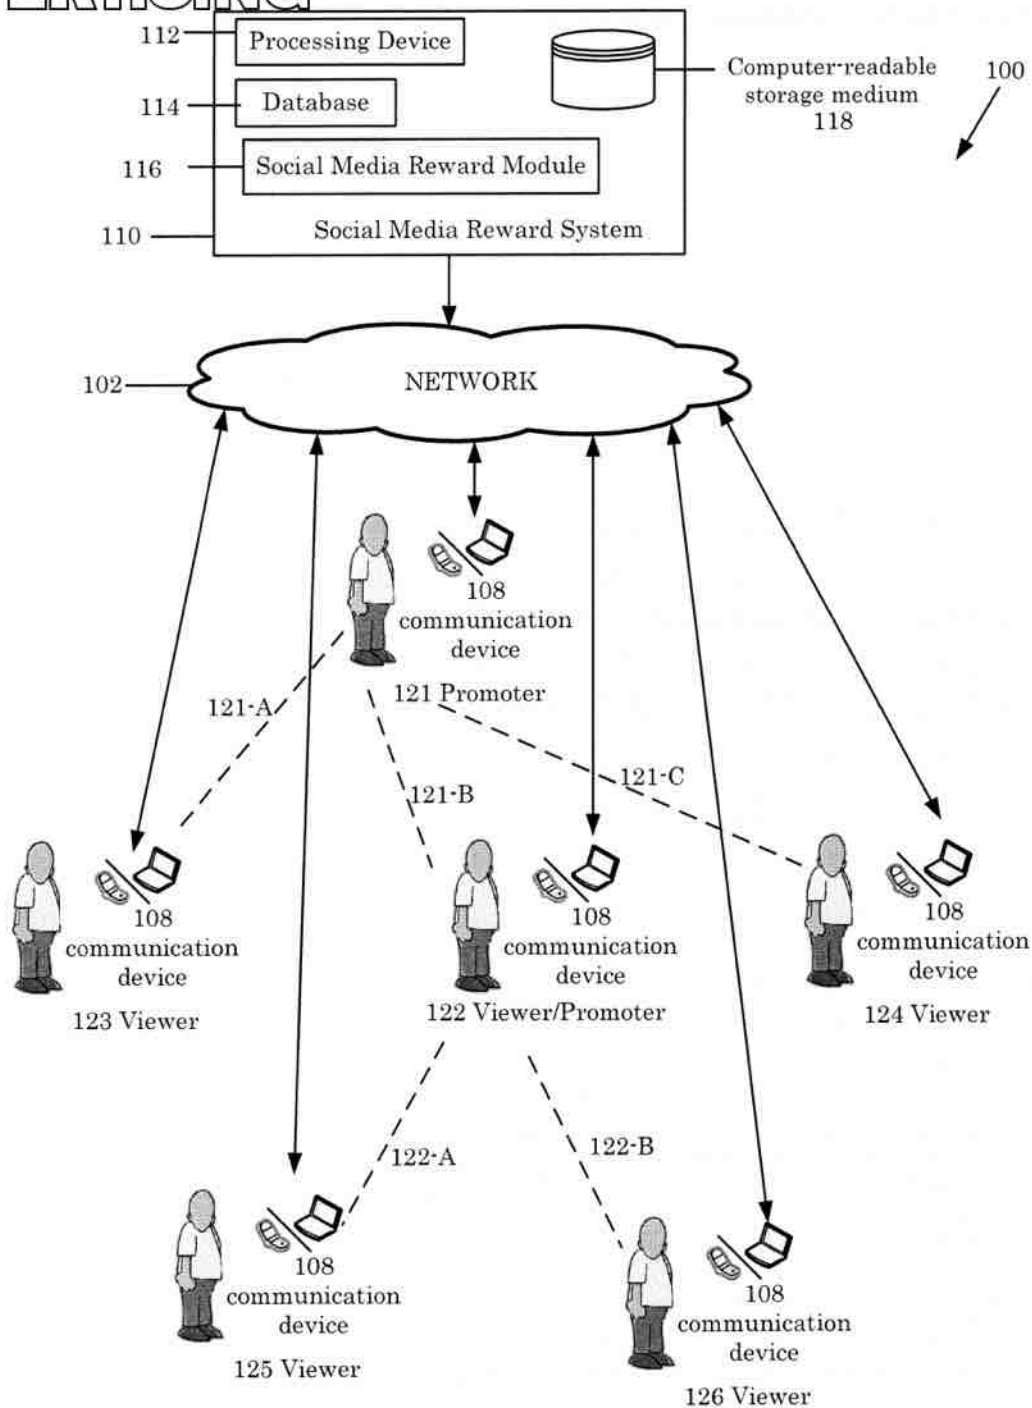 112
Processing Device
114
Database
116
Social Media Reward Module
110
Social Media Reward System
Computer-readable
storage medium
118
100
102
NETWORK
108
communication
device
121 Promoter
121-A
121-B
121-C
108
communication
device
123 Viewer
108
communication
device
122 Viewer/Promoter
108
communication
device
124 Viewer
122-A
122-B
108
communication
device
125 Viewer
108
communication
device
126 Viewer